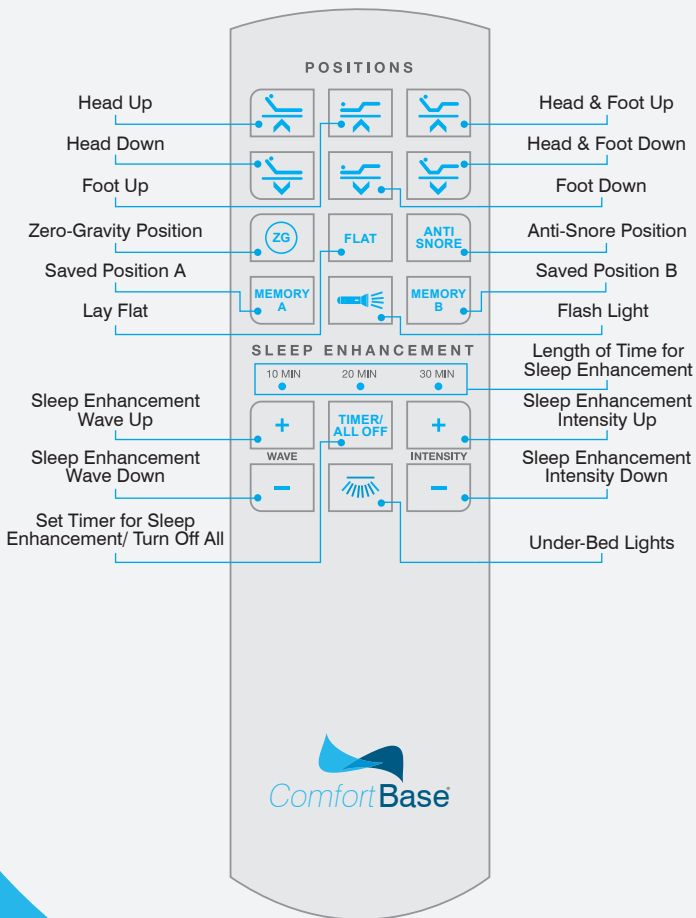 POSITIONS
Head Up
Head & Foot Up
Head Down
Head & Foot Down
Foot Up
Foot Down
Zero-Gravity Position
ZG
FLAT
ANTI
SNORE
Anti-Snore Position
Saved Position A
MEMORY
A
MEMORY
B
Saved Position B
Lay Flat
Flash Light
SLEEP ENHANCEMENT
Length of Time for
Sleep Enhancement
10 MIN 20 MIN 30 MIN
Sleep Enhancement
Wave Up
+
TIMER/
ALL OFF
+
Sleep Enhancement
Intensity Up
WAVE
INTENSITY
Sleep Enhancement
Wave Down
−
−
Sleep Enhancement
Intensity Down
Set Timer for Sleep
Enhancement/ Turn Off All
Under-Bed Lights
ComfortBase®